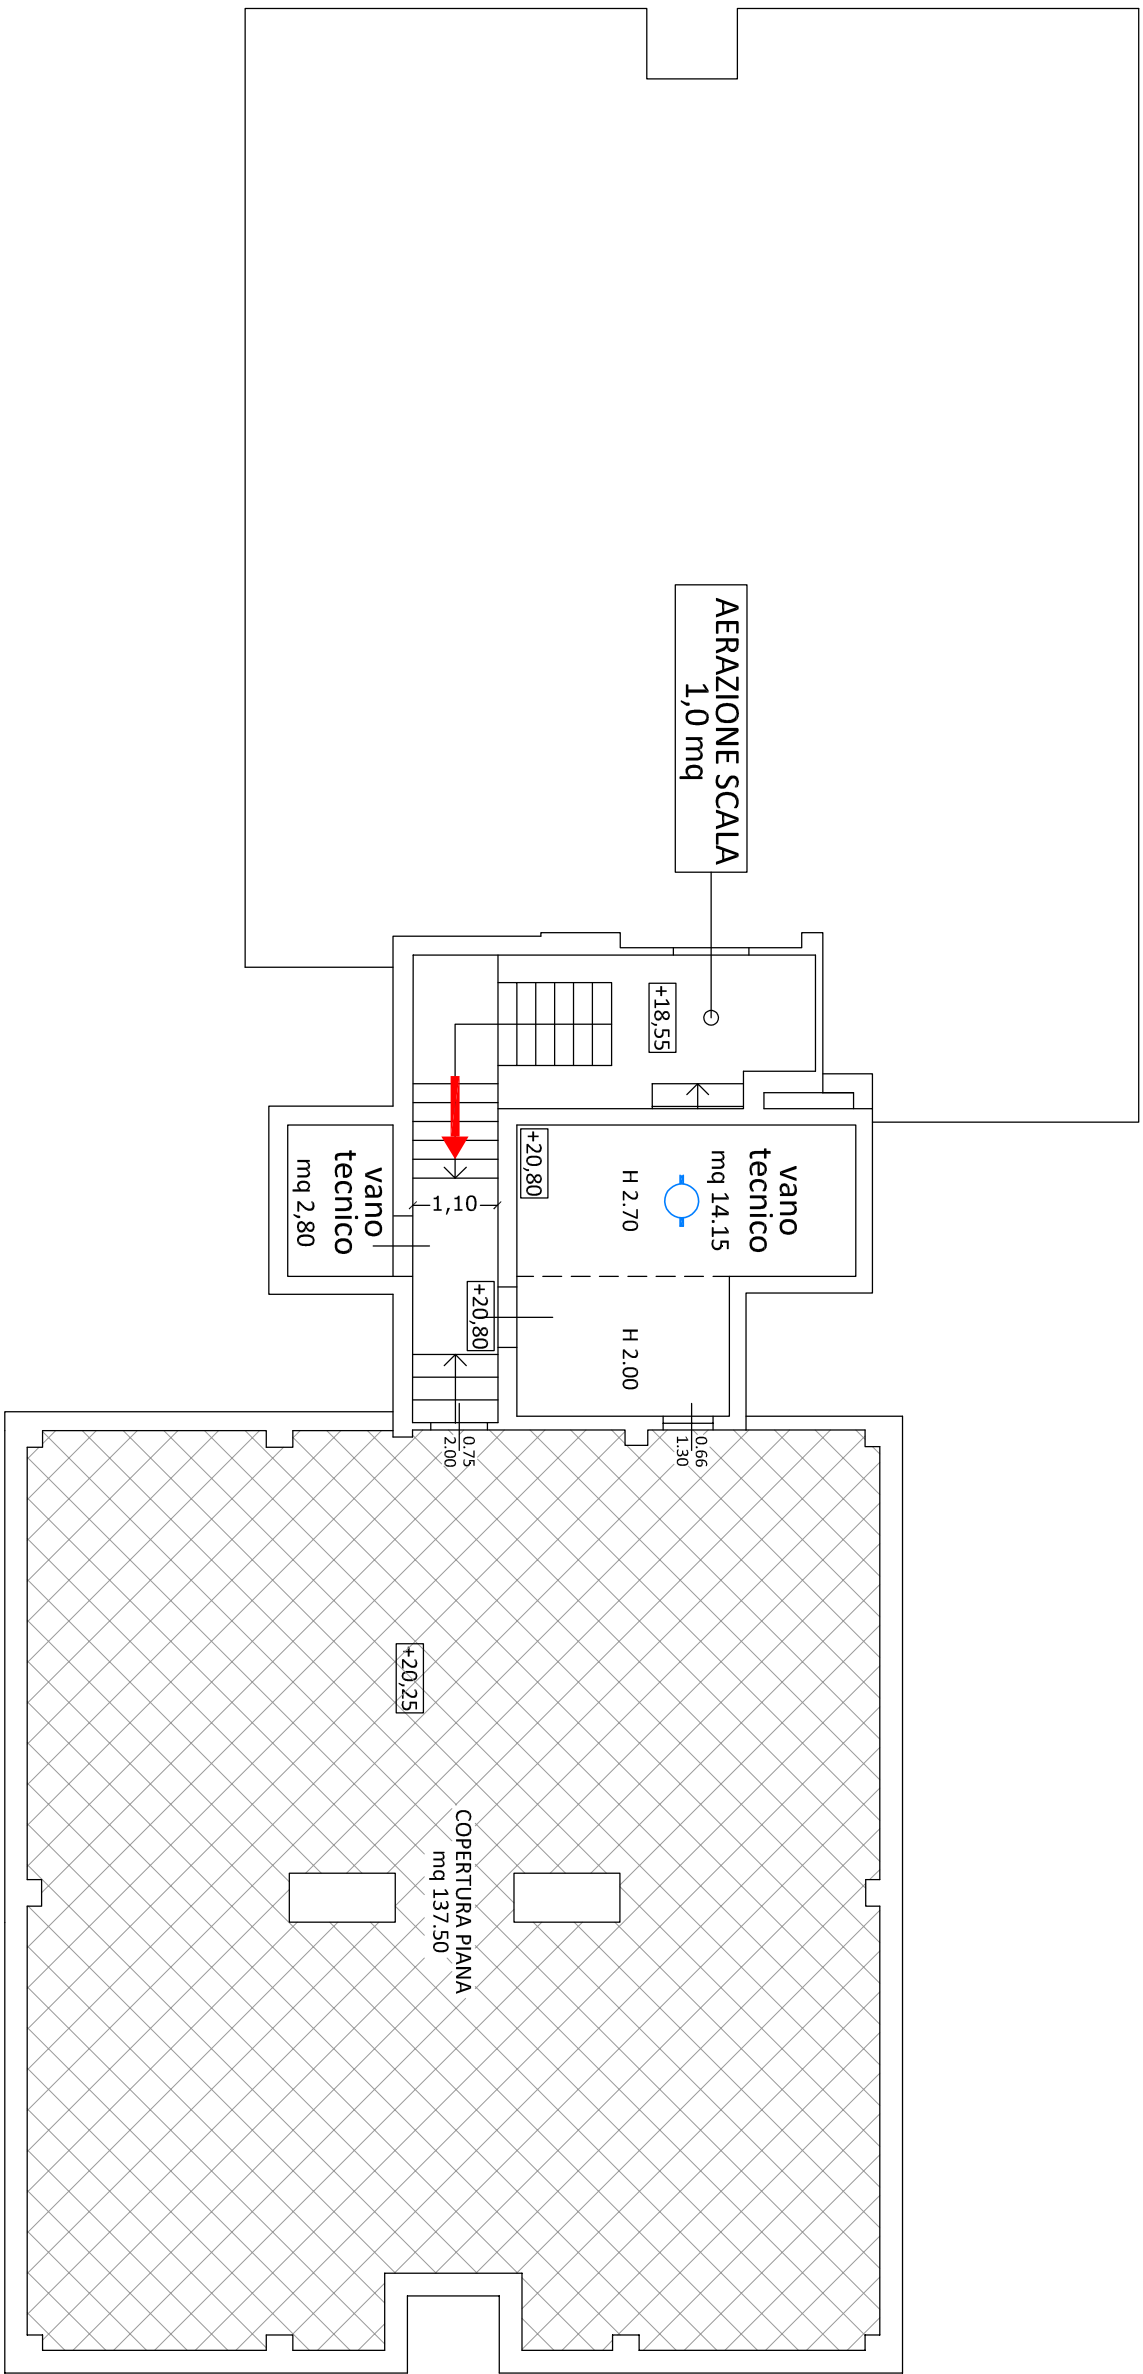 AERAZIONE SCALA
1,0 mq
+18,55
vano
tecnico
mq 14.15
H 2.70
+20,80
1,10
vano
tecnico
mq 2,80
+20,80
H 2.00
0.66
1.30
0.75
2.00
+20,25
COPERTURA PIANA
mq 137.50